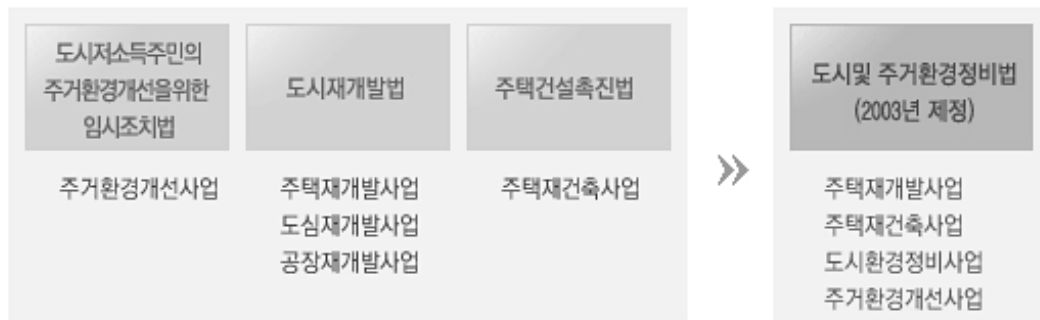 도시저소득주민의
주거환경개선을위한
임시조치법
주거환경개선사업
도시재개발법
주택재개발사업
도심재개발사업
공장재개발사업
주택건설촉진법
주택재건축사업
»
도시및 주거환경정비법
(2003년 제정)
주택재개발사업
주택재건축사업
도시환경정비사업
주거환경개선사업